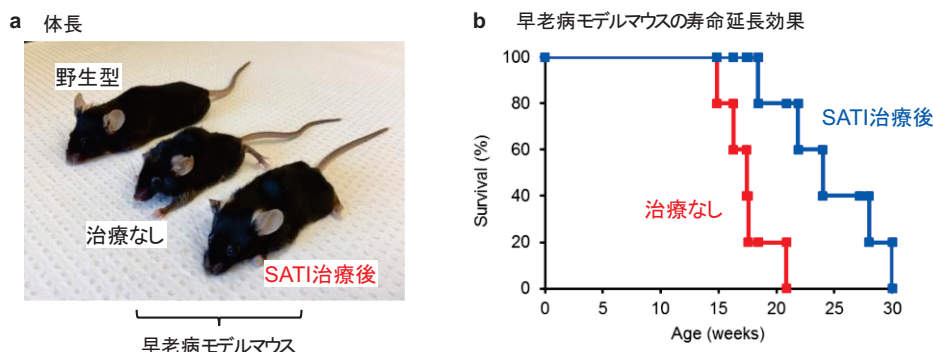 a 体長
野生型
治療なし
SATI治療後
早老病モデルマウス
b 早老病モデルマウスの寿命延長効果
100
80
60
40
20
0
Survival (%)
SATI治療後
治療なし
0 5 10 15 20 25 30
Age (weeks)